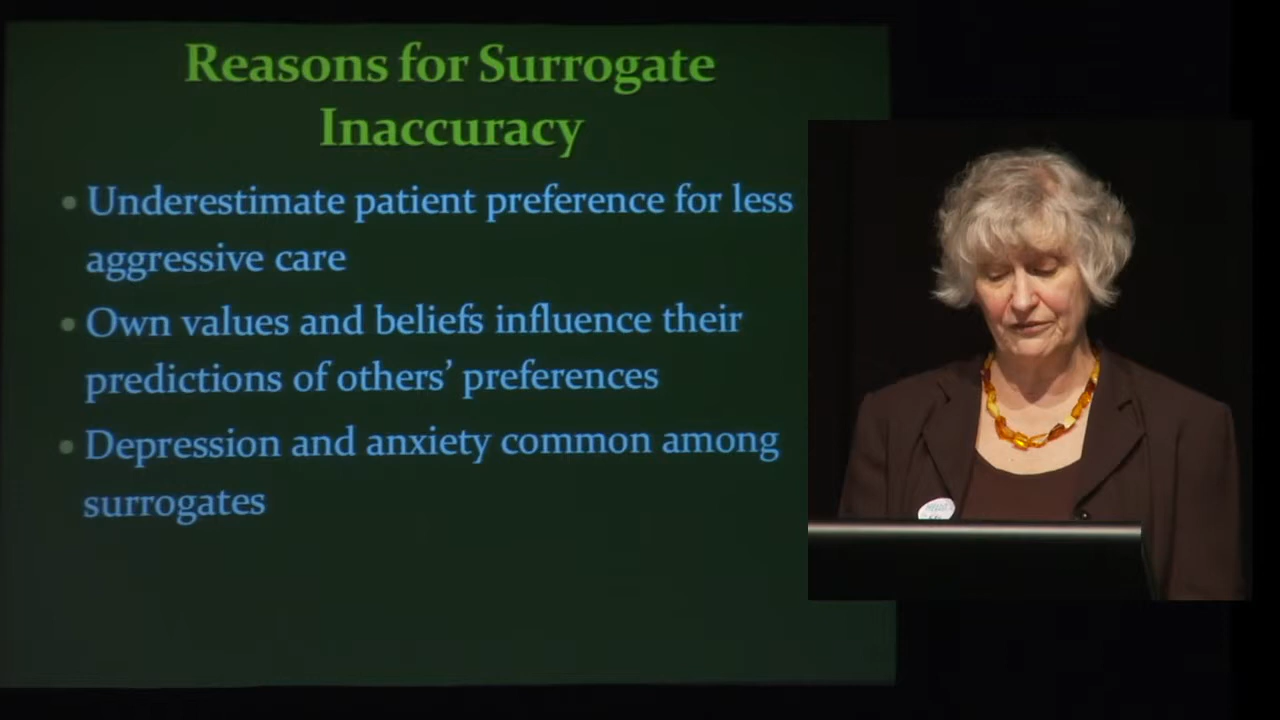 Reasons for Surrogate
Inaccuracy
• Underestimate patient preference for less
aggressive care
• Own values and beliefs influence their
predictions of others’ preferences
• Depression and anxiety common among
surrogates